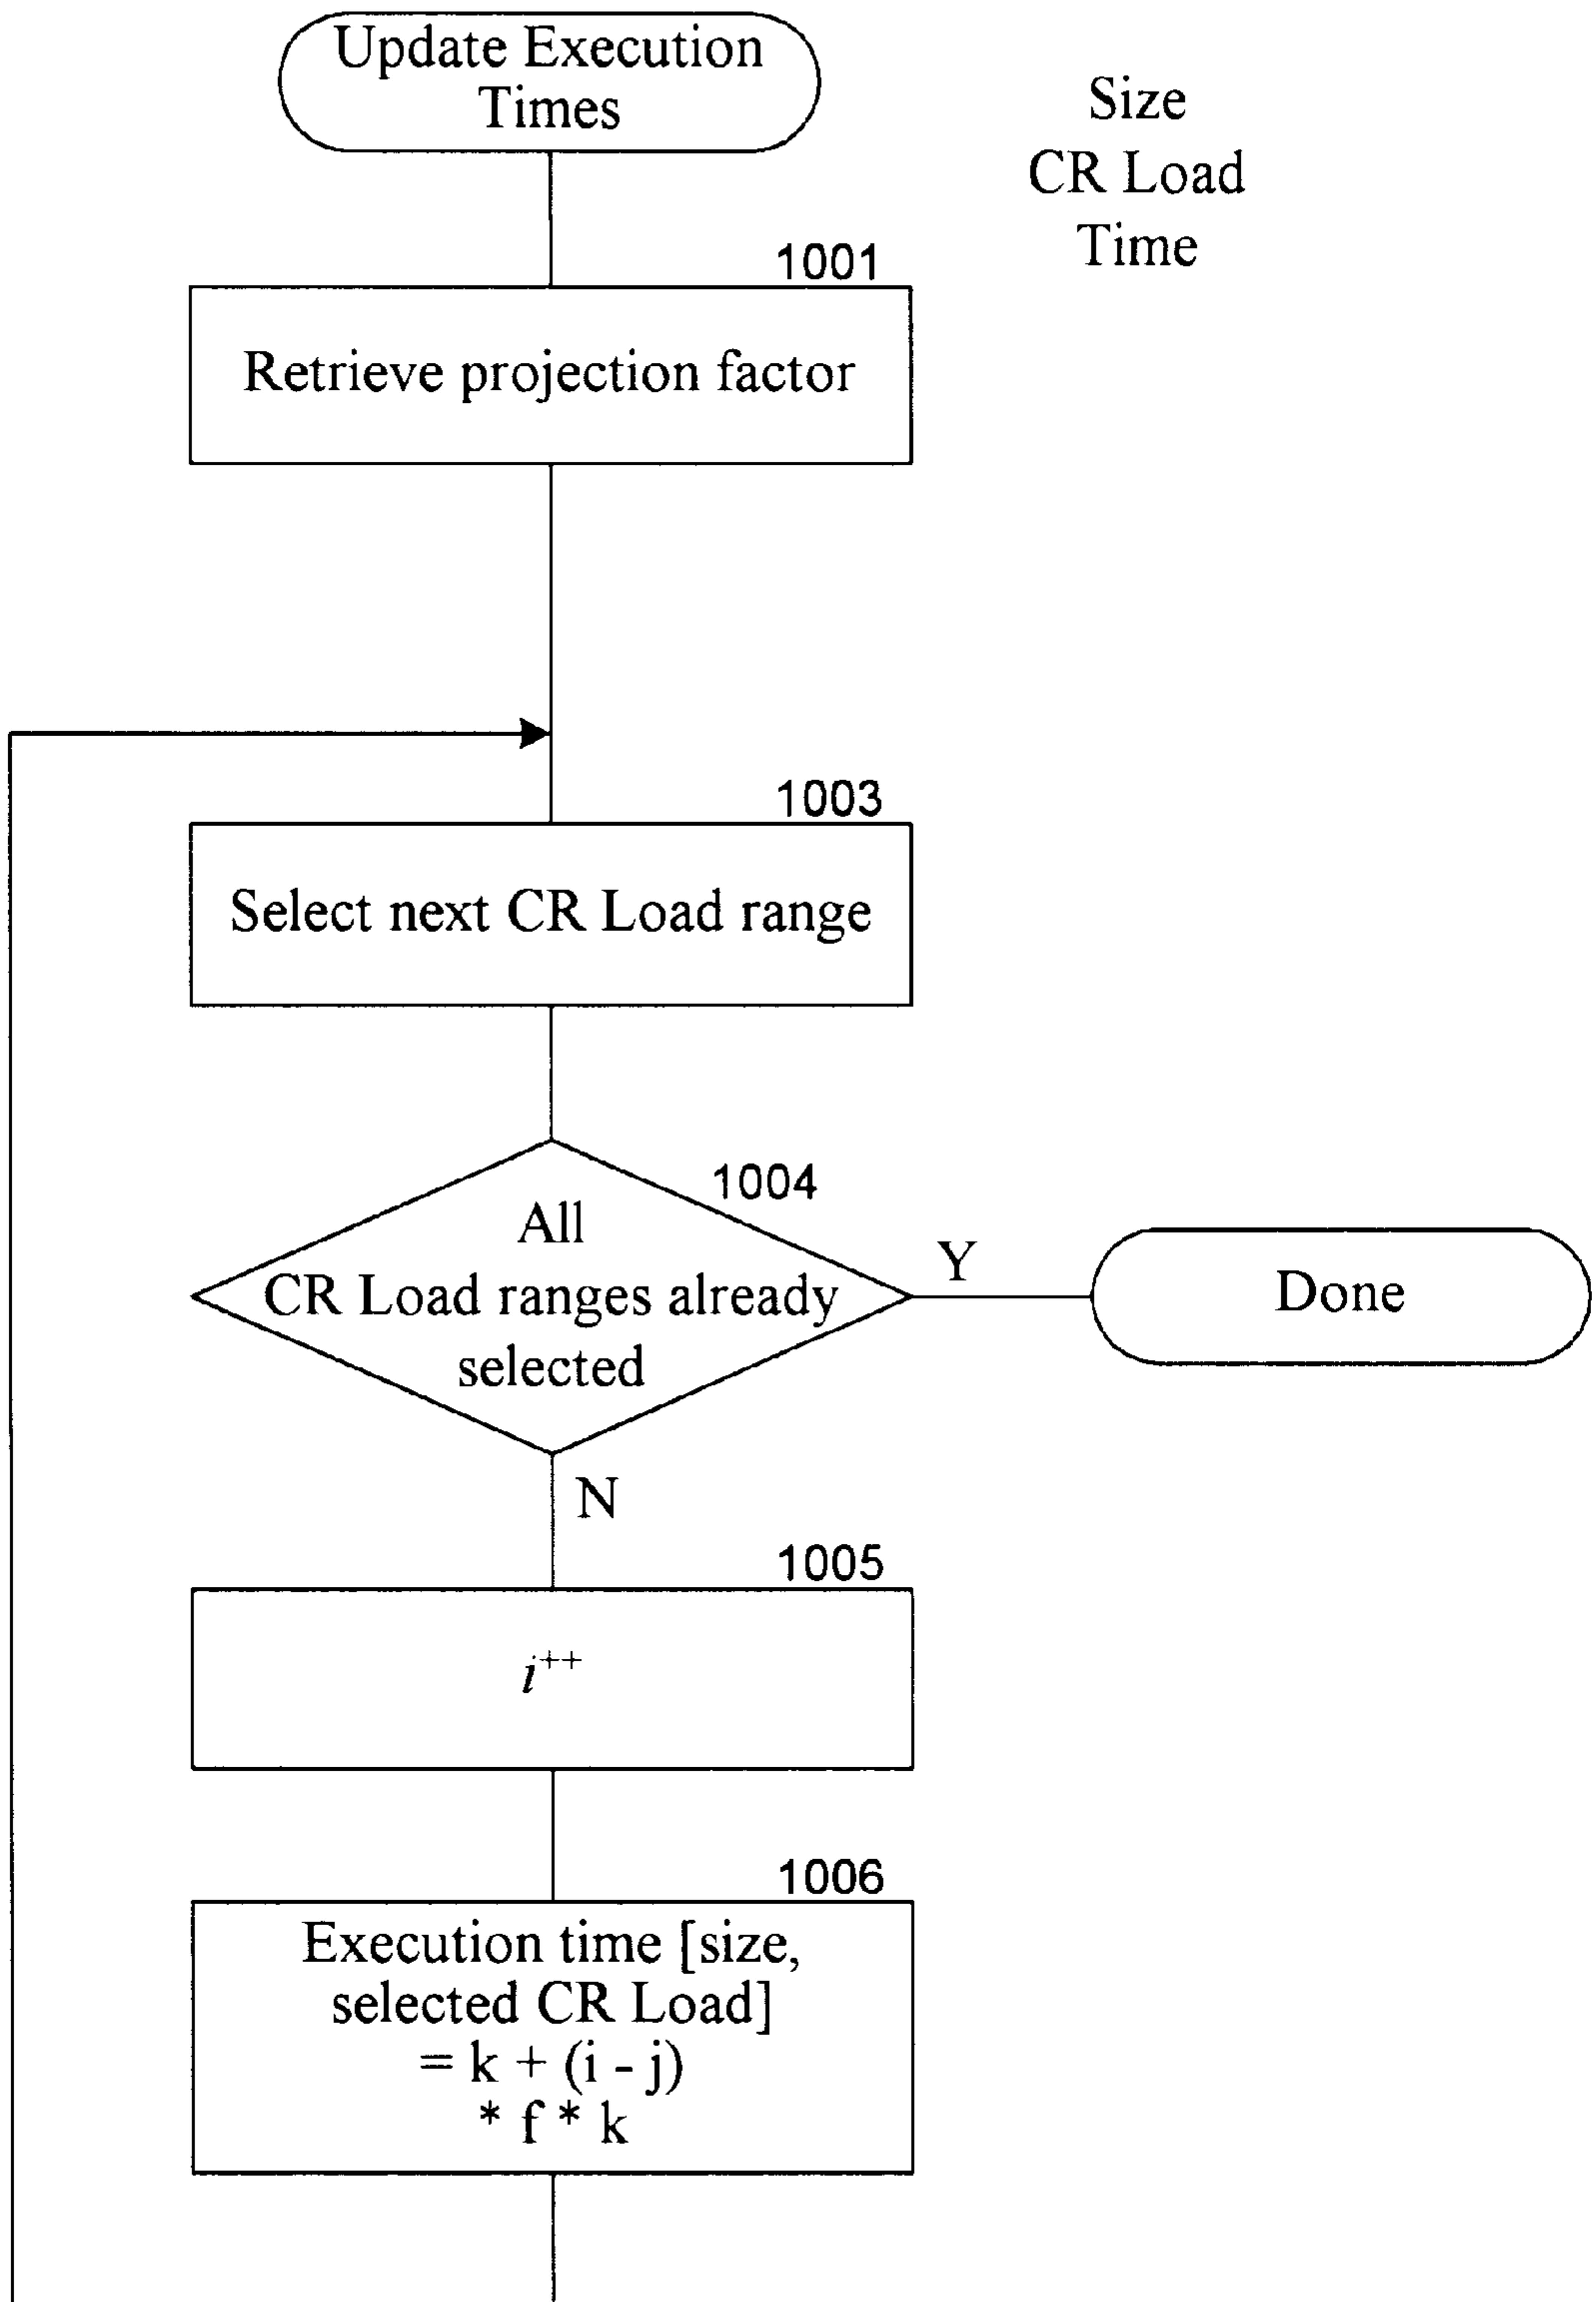 Update Execution
Times
Size
CR Load
Time
1001
Retrieve projection factor
1003
Select next CR Load range
1004
All
CR Load ranges already
selected
Y
Done
N
1005
i++
1006
Execution time [size,
selected CR Load]
= k + (i - j)
* f * k